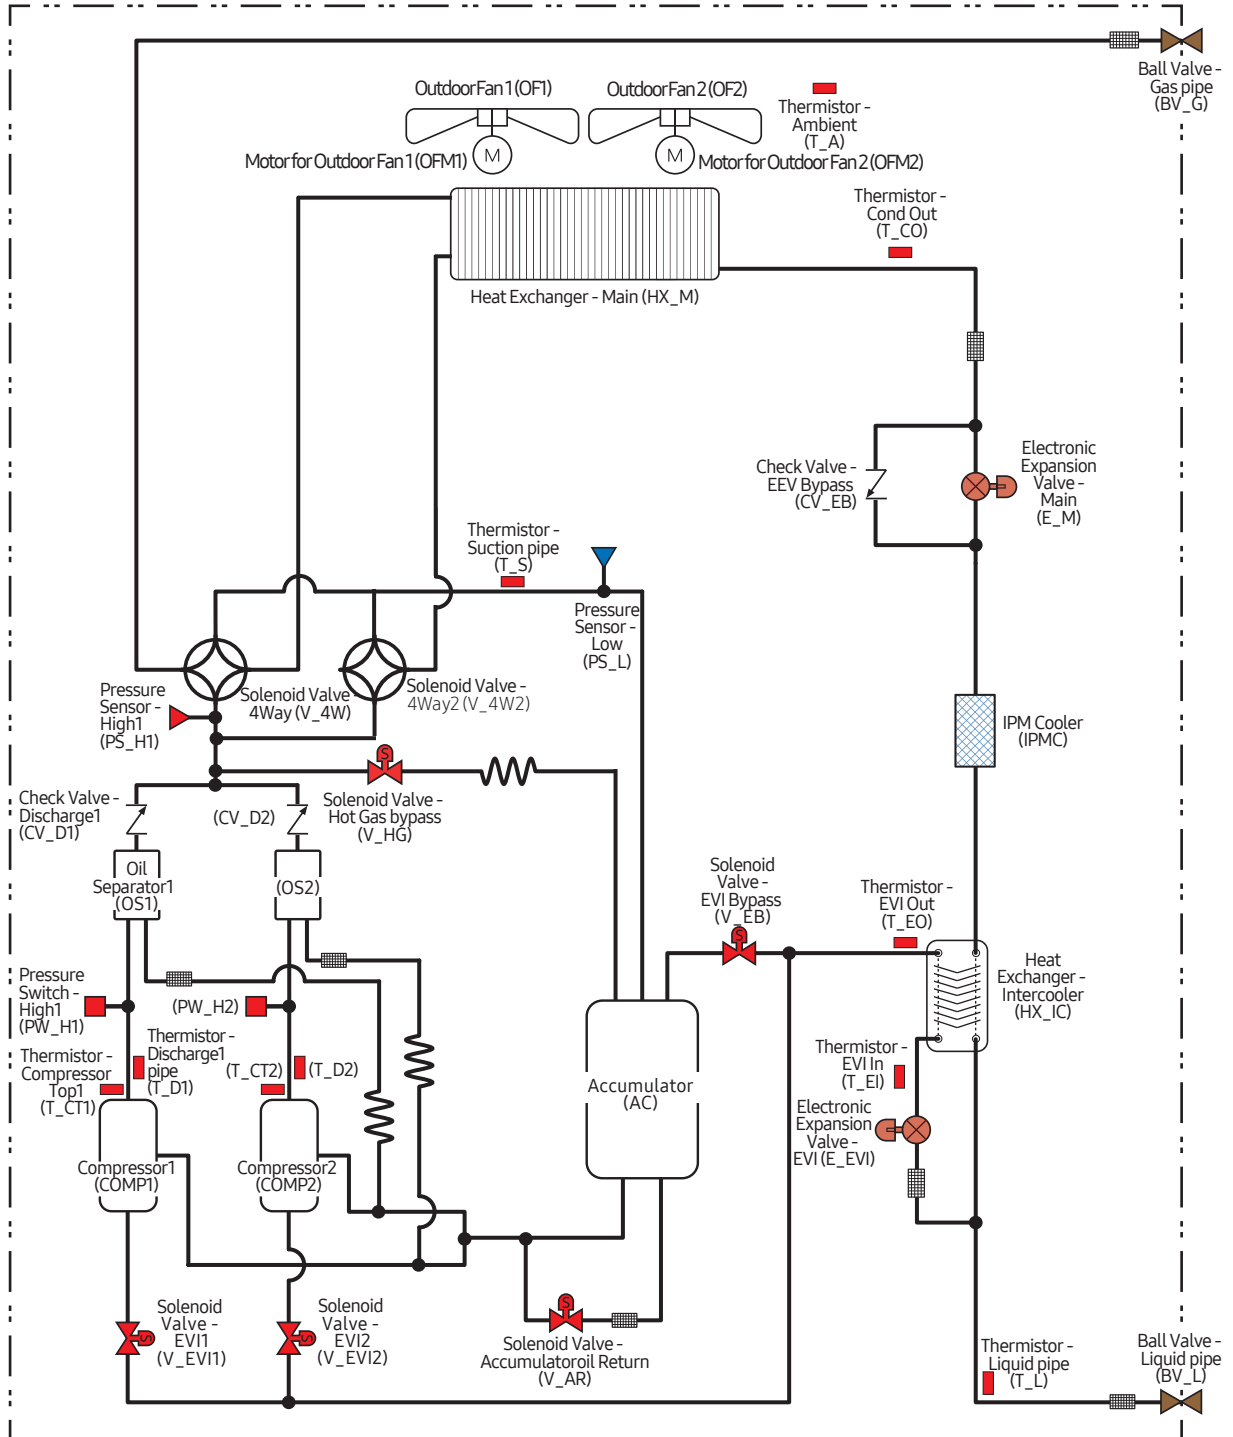 Ball Valve -
Gas pipe
(BV_G)
OutdoorFan 1 (OF1)
OutdoorFan 2 (OF2)
Thermistor -
Ambient
(T_A)
M
M
Motor for Outdoor Fan 1 (OFM1)
Motor for Outdoor Fan 2 (OFM2)
Thermistor -
Cond Out
(T_CO)
Heat Exchanger - Main (HX_M)
Check Valve -
EEV Bypass
(CV_EB)
Electronic
Expansion
Valve -
Main
(E_M)
Thermistor -
Suction pipe
(T_S)
Pressure
Sensor -
Low
(PS_L)
Pressure
Sensor -
High1
(PS_H1)
Solenoid Valve -
4Way (V_4W)
Solenoid Valve -
4Way2 (V_4W2)
IPM Cooler
(IPMC)
S
Solenoid Valve -
Hot Gas bypass
(V_HG)
Check Valve -
Discharge1
(CV_D1)
(CV_D2)
Oil
Separator1
(OS1)
(OS2)
Solenoid
Valve -
EVI Bypass
(V_EB)
S
Thermistor -
EVI Out
(T_EO)
Heat
Exchanger -
Intercooler
(HX_IC)
Pressure
Switch -
High1
(PW_H1)
(PW_H2)
Thermistor -
Discharge1
pipe
(T_D1)
Thermistor -
Compressor
Top1
(T_CT1)
(T_CT2)
(T_D2)
Thermistor -
EVI In
(T_EI)
Accumulator
(AC)
Electronic
Expansion
Valve -
EVI (E_EVI)
Compressor1
(COMP1)
Compressor2
(COMP2)
Solenoid
Valve -
EVI1
(V_EVI1)
S
Solenoid
Valve -
EVI2
(V_EVI2)
S
S
Solenoid Valve -
Accumulatoroil Return
(V_AR)
Thermistor -
Liquid pipe
(T_L)
Ball Valve -
Liquid pipe
(BV_L)